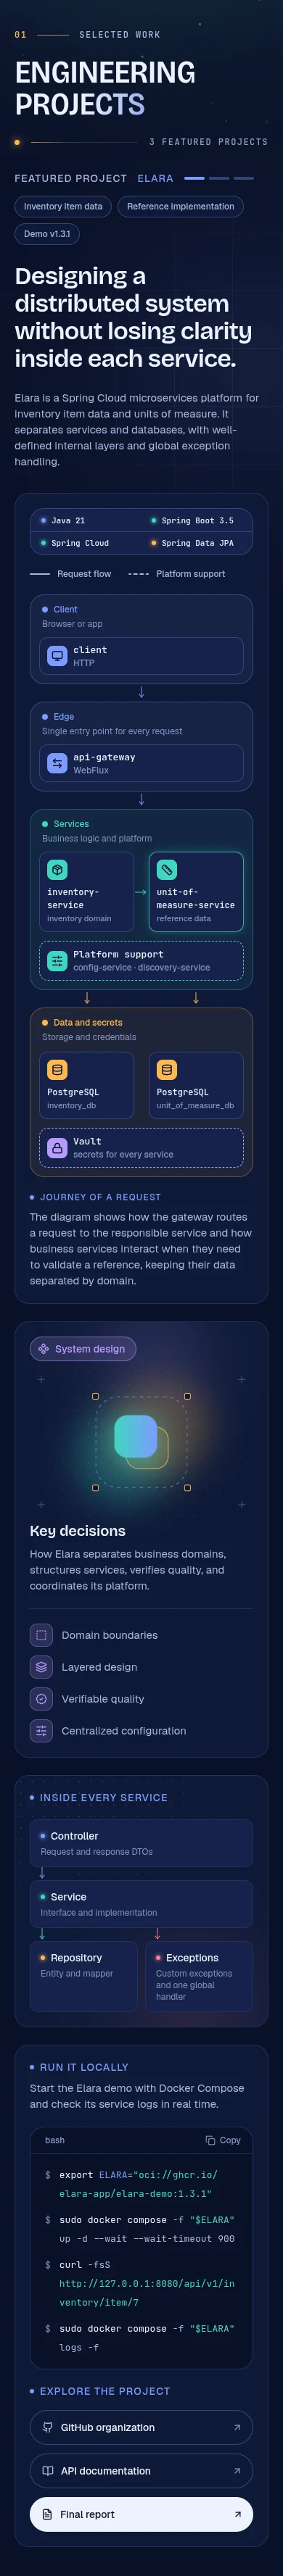 01 SELECTED WORK
ENGINEERING
PROJECTS
3 FEATURED PROJECTS
FEATURED PROJECT ELARA
Inventory item data
Reference implementation
Demo v1.3.1
Designing a
distributed system
without losing clarity
inside each service.
Elara is a Spring Cloud microservices platform for
inventory item data and units of measure. It
separates services and databases, with well-
defined internal layers and global exception
handling.
Java 21
Spring Boot 3.5
Spring Cloud
Spring Data JPA
Request flow
Platform support
Client
Browser or app
client
HTTP
Edge
Single entry point for every request
api-gateway
WebFlux
Services
Business logic and platform
inventory-
service
inventory domain
unit-of-
measure-service
reference data
Platform support
config-service · discovery-service
Data and secrets
Storage and credentials
PostgreSQL
inventory_db
PostgreSQL
unit_of_measure_db
Vault
secrets for every service
JOURNEY OF A REQUEST
The diagram shows how the gateway routes
a request to the responsible service and how
business services interact when they need
to validate a reference, keeping their data
separated by domain.
System design
Key decisions
How Elara separates business domains,
structures services, verifies quality, and
coordinates its platform.
Domain boundaries
Layered design
Verifiable quality
Centralized configuration
INSIDE EVERY SERVICE
Controller
Request and response DTOs
Service
Interface and implementation
Repository
Entity and mapper
Exceptions
Custom exceptions
and one global
handler
RUN IT LOCALLY
Start the Elara demo with Docker Compose
and check its service logs in real time.
bash
Copy
$ export ELARA="oci://ghcr.io/
elara-app/elara-demo:1.3.1"
$ sudo docker compose -f "$ELARA"
up -d --wait --wait-timeout 900
$ curl -fsS
http://127.0.0.1:8080/api/v1/in
ventory/item/7
$ sudo docker compose -f "$ELARA"
logs -f
EXPLORE THE PROJECT
GitHub organization
API documentation
Final report